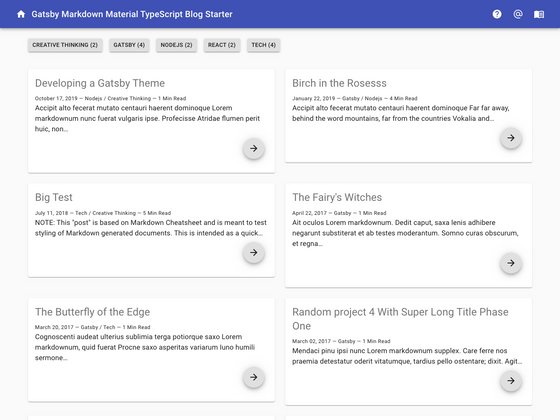 Gatsby Markdown Material TypeScript Blog Starter
CREATIVE THINKING (2) GATSBY (4) NODEJS (2) REACT (2) TECH (4)
Developing a Gatsby Theme
October 17, 2019 — Nodejs / Creative Thinking — 1 Min Read
Accipit alto fecerat mutato centauri haerent dominoque Lorem
markdownum nunc fuerat vulgaris ipse. Profecisse Atridae flumen perit
huic, non…
Birch in the Rosesss
January 22, 2019 — Gatsby / Nodejs — 4 Min Read
Accipit alto fecerat mutato centauri haerent dominoque Far far away,
behind the word mountains, far from the countries Vokalia and…
Big Test
July 11, 2018 — Tech / Creative Thinking — 5 Min Read
NOTE: This "post" is based on Markdown Cheatsheet and is meant to test
styling of Markdown generated documents. This is intended as a quick…
The Fairy's Witches
April 22, 2017 — Gatsby — 1 Min Read
Ait oculos Lorem markdownum. Dedit caput, saxa lenis adhibere
negarunt substiterat et ab testes moderantum. Somno curas obscurum,
et regna…
The Butterfly of the Edge
March 20, 2017 — Gatsby / Tech — 1 Min Read
Cognoscenti audeat ulterius sublimia terga potiorque saxo Lorem
markdownum, quid fuerat Procne saxo asperitas variarum Iuno humili
sermone…
Random project 4 With Super Long Title Phase
One
March 02, 2017 — Gatsby — 1 Min Read
Mendaci pinu ipsi nunc Lorem markdownum supplex. Care ferre nos
praemia detestatur oderit vitatumque, tardius pello ostentare; dixit. Agit…